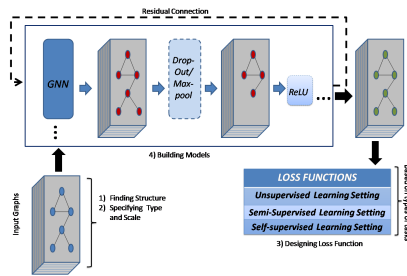 Residual Connection
GNN
Drop-
Out/
Max-
pool
ReLU
4) Building Models
Input Graphs
1) Finding Structure
2) Specifying Type
and Scale
LOSS FUNCTIONS
Unsupervised Learning Setting
Semi-Supervised Learning Setting
Self-supervised Learning Setting
3) Designing Loss Function